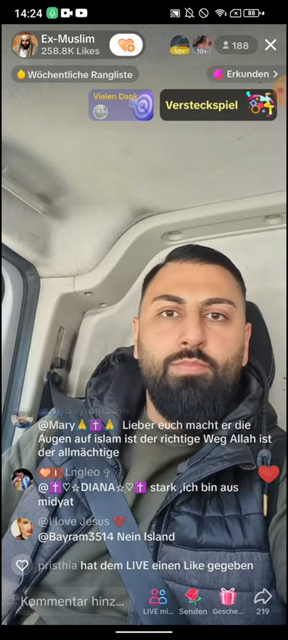 14:24
88
Ex-Muslim
258.8K Likes
10+
10+
188
Wöchentliche Rangliste
Erkunden
Vielen Dank
Versteckspiel
@Mary🙏✝️🙏 Lieber euch macht er die
Augen auf islam ist der richtige Weg Allah ist
der allmächtige
Lngleo
@✝️♡☆DIANA☆♡✝️ stark ,ich bin aus
midyat
I love Jesus ❤️
@Bayram3514 Nein Island
pristhia hat dem LIVE einen Like gegeben
Kommentar hinz...
LIVE mi...
Senden
Gesche...
219